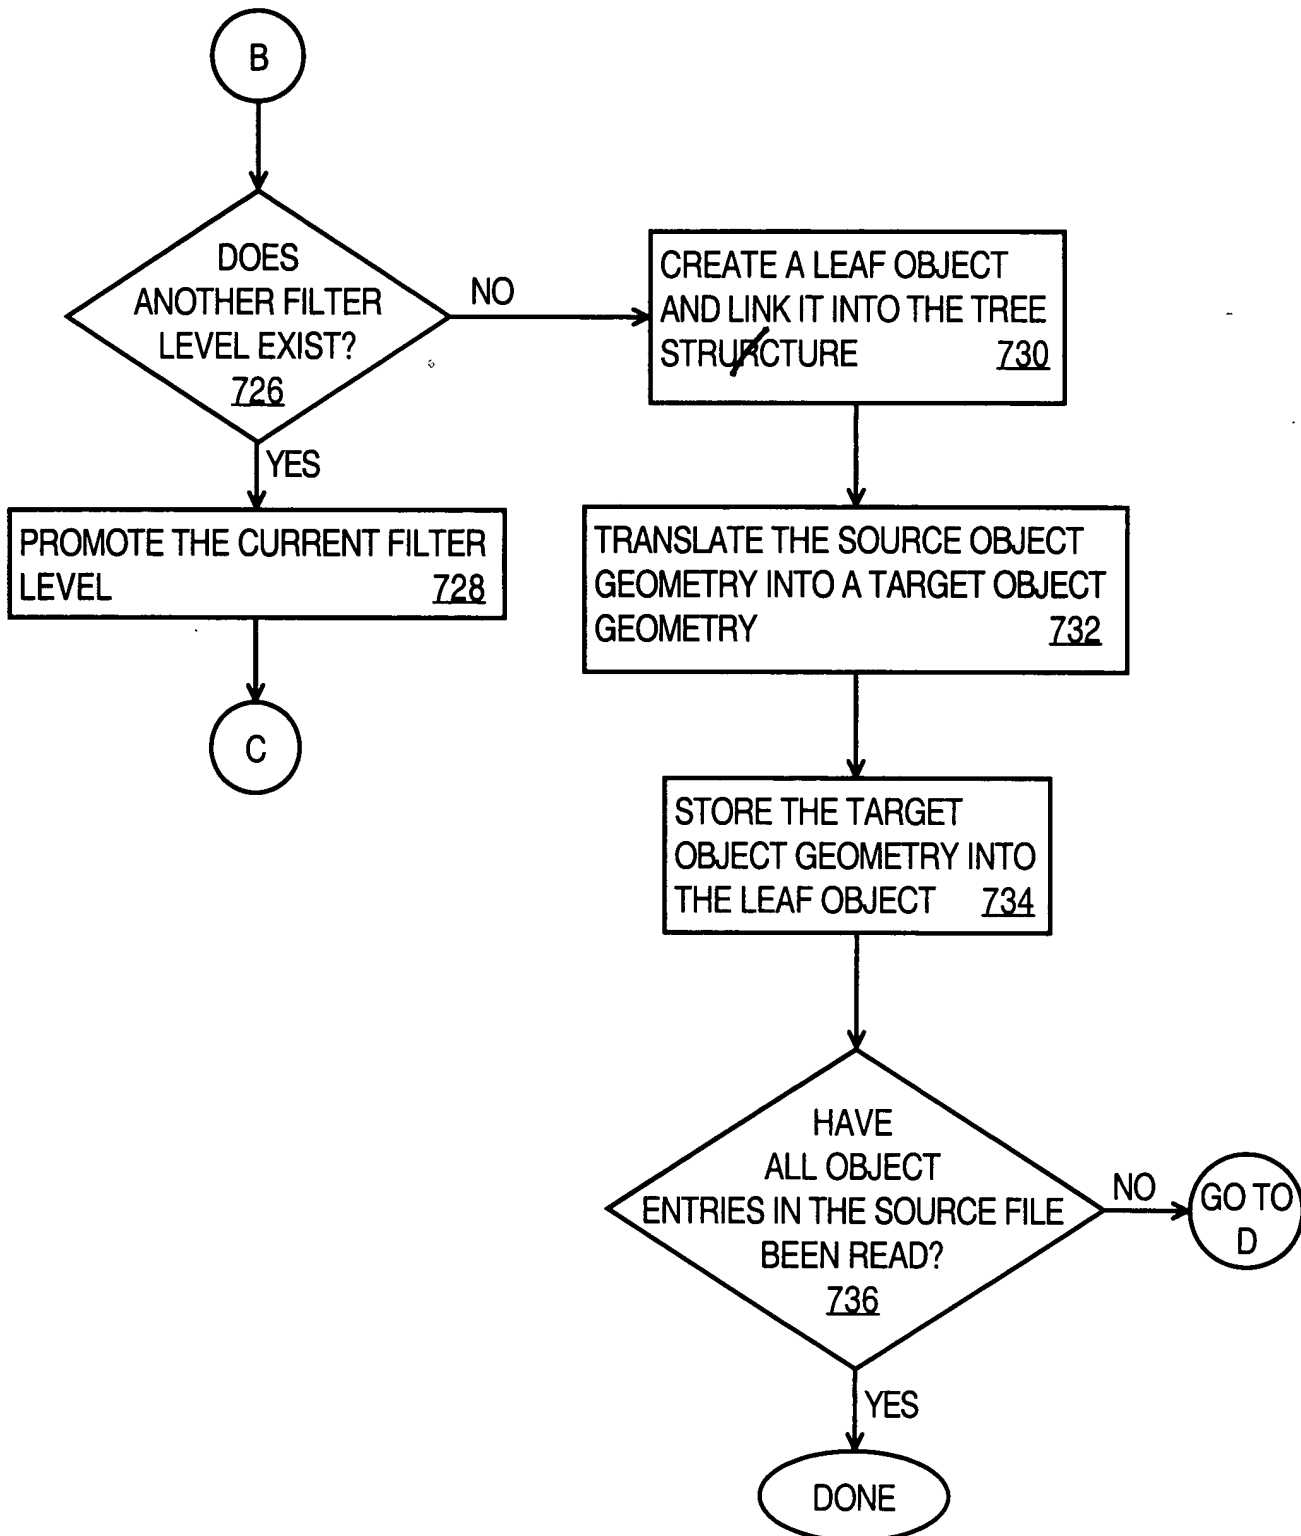 B
DOES
ANOTHER FILTER
LEVEL EXIST?
726
NO
YES
PROMOTE THE CURRENT FILTER
LEVEL 728
C
CREATE A LEAF OBJECT
AND LINK IT INTO THE TREE
STRURCTURE 730
TRANSLATE THE SOURCE OBJECT
GEOMETRY INTO A TARGET OBJECT
GEOMETRY 732
STORE THE TARGET
OBJECT GEOMETRY INTO
THE LEAF OBJECT 734
HAVE
ALL OBJECT
ENTRIES IN THE SOURCE FILE
BEEN READ?
736
NO
GO TO
D
YES
DONE